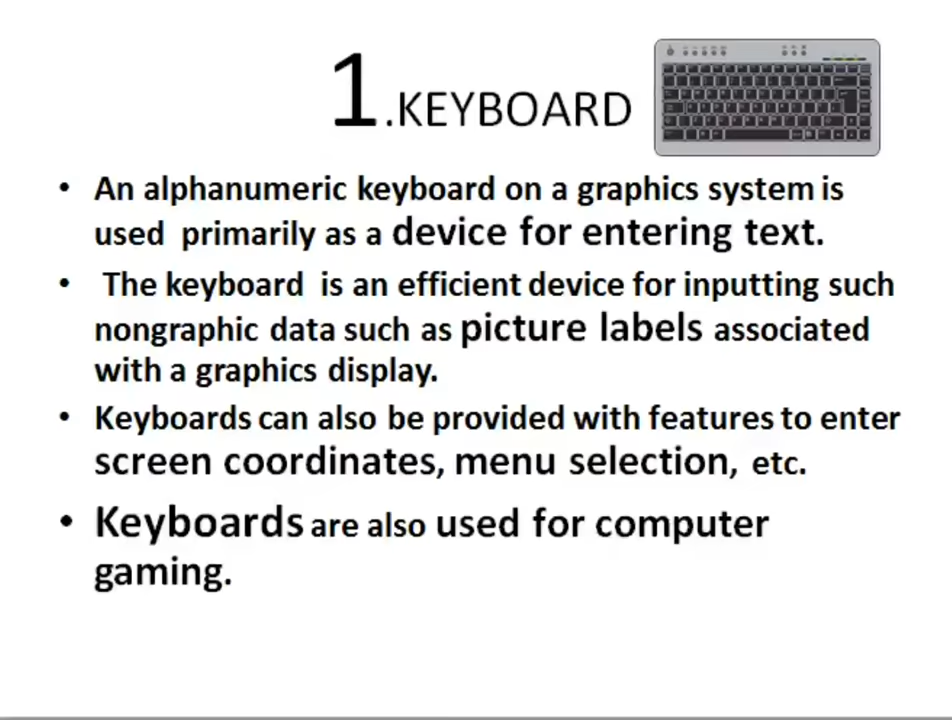 1.KEYBOARD
• An alphanumeric keyboard on a graphics system is
used primarily as a device for entering text.
• The keyboard is an efficient device for inputting such
nongraphic data such as picture labels associated
with a graphics display.
• Keyboards can also be provided with features to enter
screen coordinates, menu selection, etc.
• Keyboards are also used for computer
gaming.